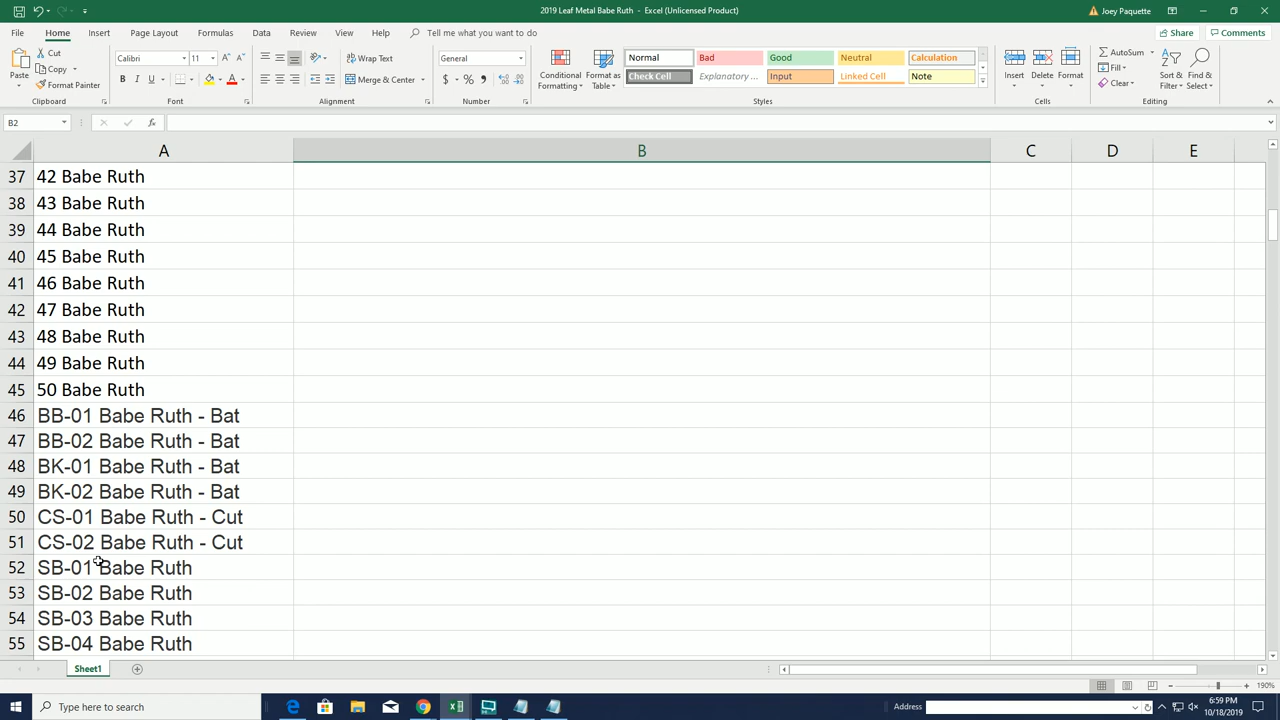 2019 Leaf Metal Babe Ruth - Excel (Unlicensed Product)
Joey Paquette
File Home Insert Page Layout Formulas Data Review View Help Tell me what you want to do
Share Comments
Paste
Cut
Copy
Format Painter
Clipboard
Calibri 11
B I U
Font
Wrap Text
Merge & Center
Alignment
General
$ % ,
Number
Conditional Formatting
Format as Table
Normal Bad Good Neutral Calculation
Check Cell Explanatory ... Input Linked Cell Note
Styles
Insert Delete Format
Cells
AutoSum
Fill
Clear
Sort & Filter
Find & Select
Editing
B2 fx
A B C D E
37 42 Babe Ruth
38 43 Babe Ruth
39 44 Babe Ruth
40 45 Babe Ruth
41 46 Babe Ruth
42 47 Babe Ruth
43 48 Babe Ruth
44 49 Babe Ruth
45 50 Babe Ruth
46 BB-01 Babe Ruth - Bat
47 BB-02 Babe Ruth - Bat
48 BK-01 Babe Ruth - Bat
49 BK-02 Babe Ruth - Bat
50 CS-01 Babe Ruth - Cut
51 CS-02 Babe Ruth - Cut
52 SB-01 Babe Ruth
53 SB-02 Babe Ruth
54 SB-03 Babe Ruth
55 SB-04 Babe Ruth
Sheet1
190%
Type here to search
Address
6:59 PM
10/18/2019